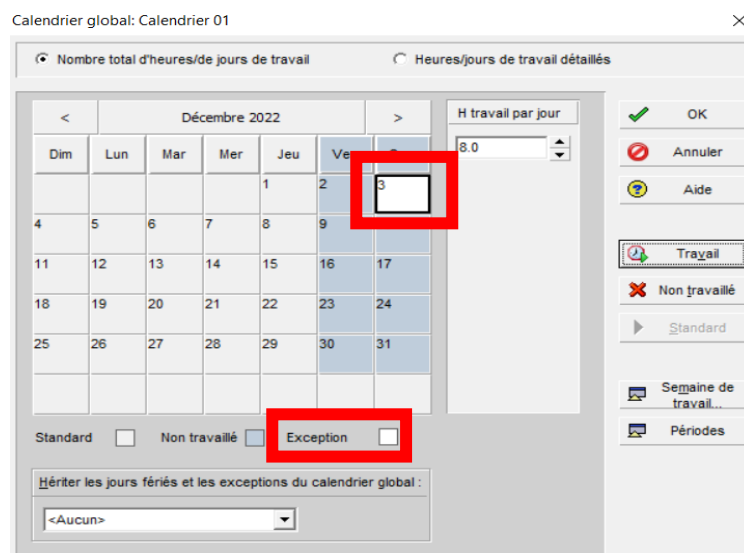 Calendrier global: Calendrier 01
Nombre total d'heures/de jours de travail
Heures/jours de travail détaillés
< Décembre 2022 >
Dim Lun Mar Mer Jeu
1 2 3
4 5 6 7 8 9
11 12 13 14 15 16 17
18 19 20 21 22 23 24
25 26 27 28 29 30 31
Standard Non travaillé Exception
Hériter les jours fériés et les exceptions du calendrier global :
<Aucun>
H travail par jour
8.0
OK
Annuler
Aide
Travail
Non travaillé
Standard
Semaine de
travail...
Périodes